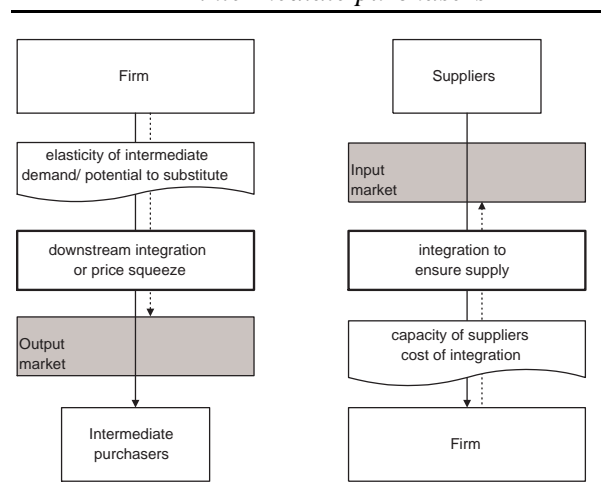 Firm
elasticity of intermediate
demand/ potential to substitute
downstream integration
or price squeeze
Output
market
Intermediate
purchasers
Suppliers
Input
market
integration to
ensure supply
capacity of suppliers
cost of integration
Firm